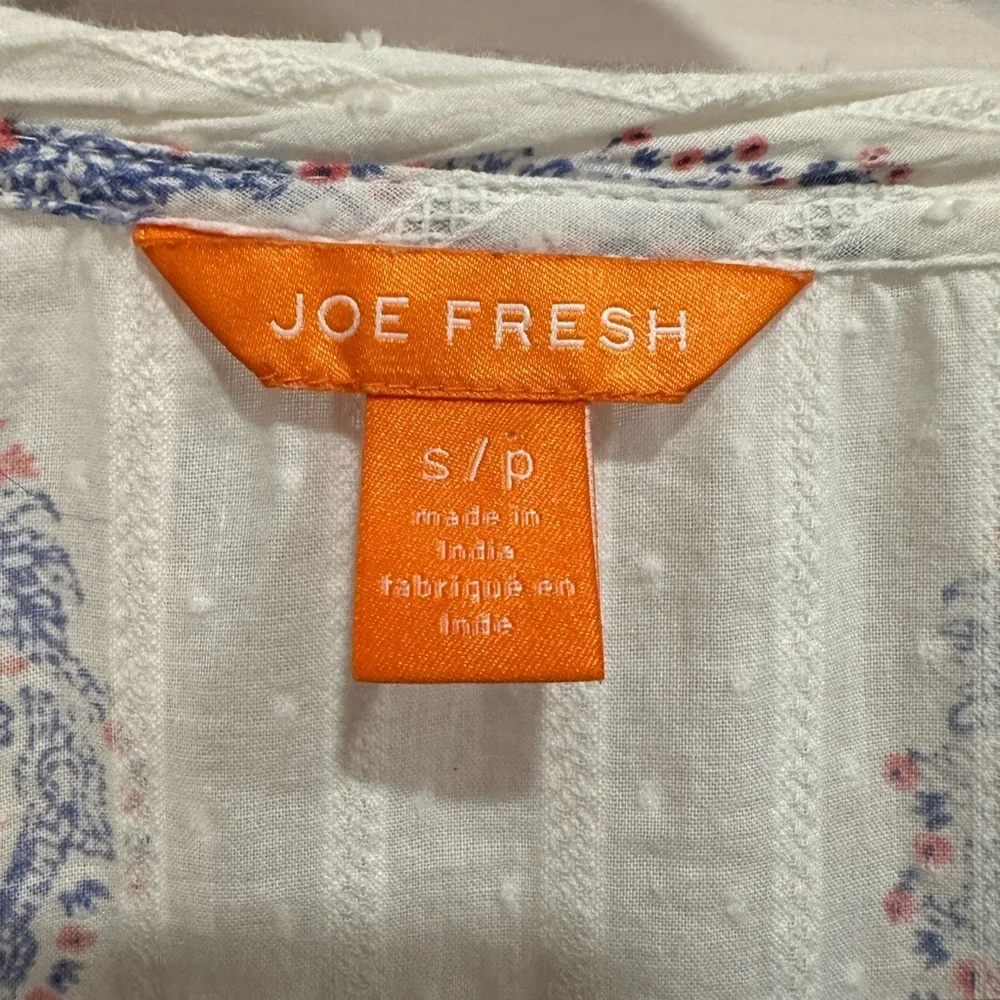 JOE FRESH
s/p
made in
India
fabriqué en
Inde